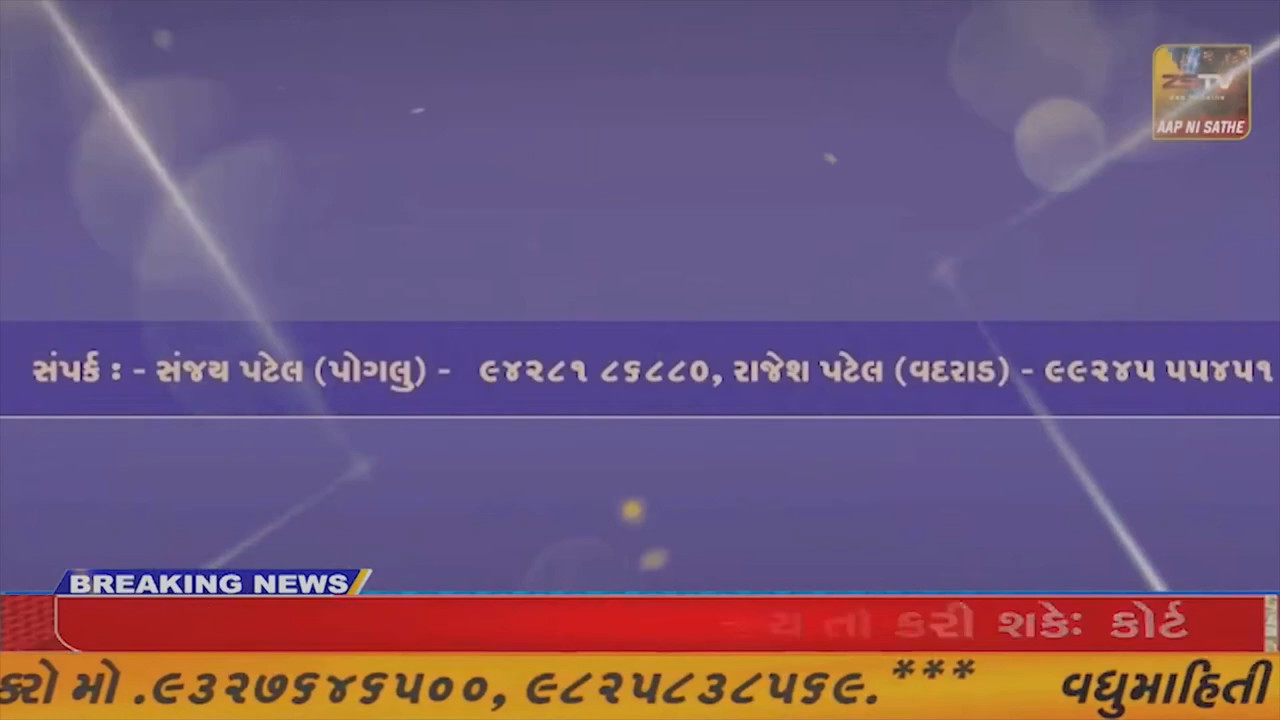 ZSTV
AAP NI SATHE
સંપર્ક : - સંજય પટેલ (પોગલુ) - ૯૪૨૮૧ ૮૬૮૮૦, રાજેશ પટેલ (વદરાડ) - ૯૯૨૪૫ ૫૫૪૫૧
BREAKING NEWS
તો કરી શકેઃ કોર્ટ
કરો મો .૯૩૨૭૬૪૬૫૦૦, ૯૮૨૫૮૩૮૫૬૯. *** વધુમાહિતી